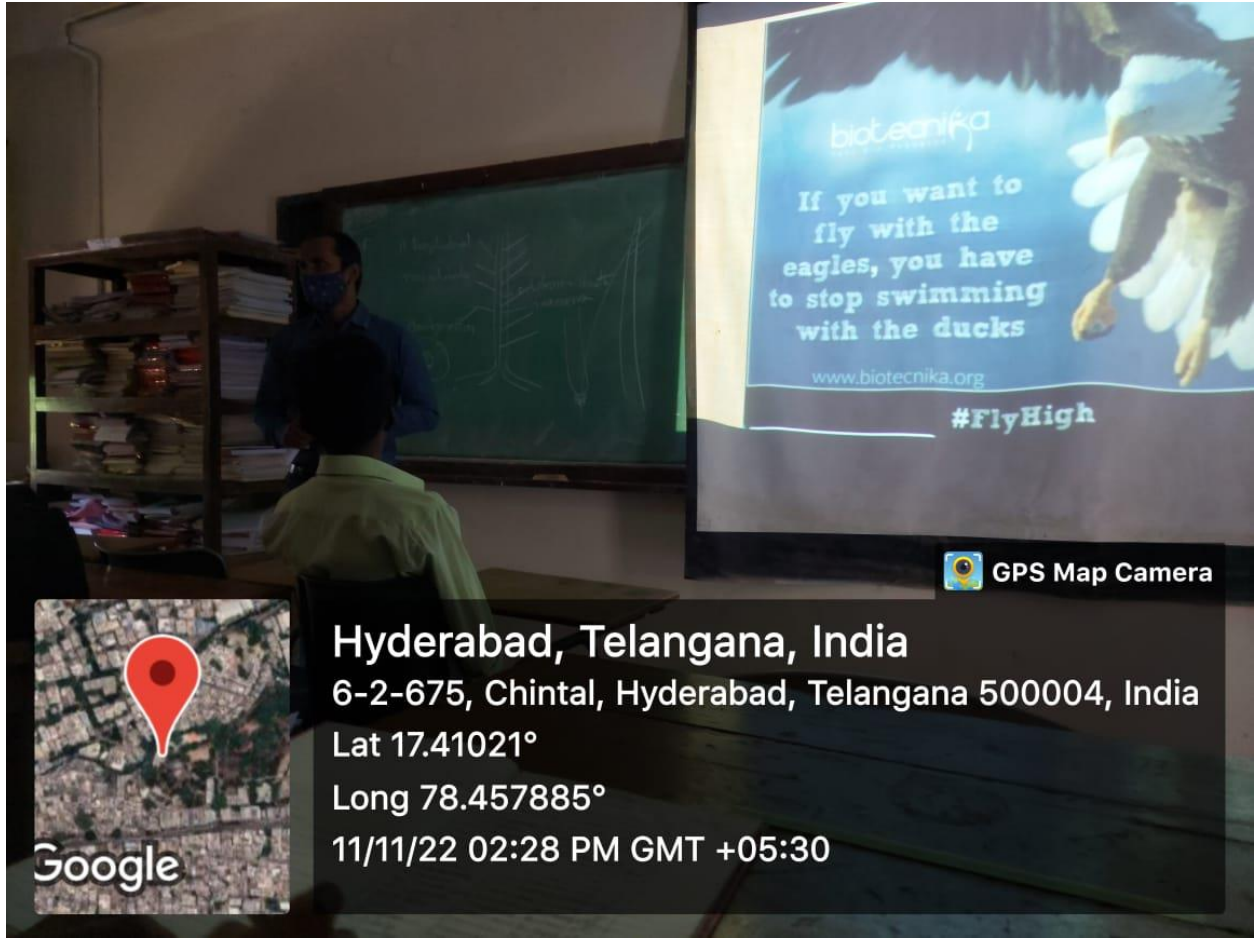 biotecnika
If you want to
fly with the
eagles, you have
to stop swimming
with the ducks
www.biotecnika.org
#FlyHigh
GPS Map Camera
Hyderabad, Telangana, India
6-2-675, Chintal, Hyderabad, Telangana 500004, India
Lat 17.41021°
Long 78.457885°
11/11/22 02:28 PM GMT +05:30
Google